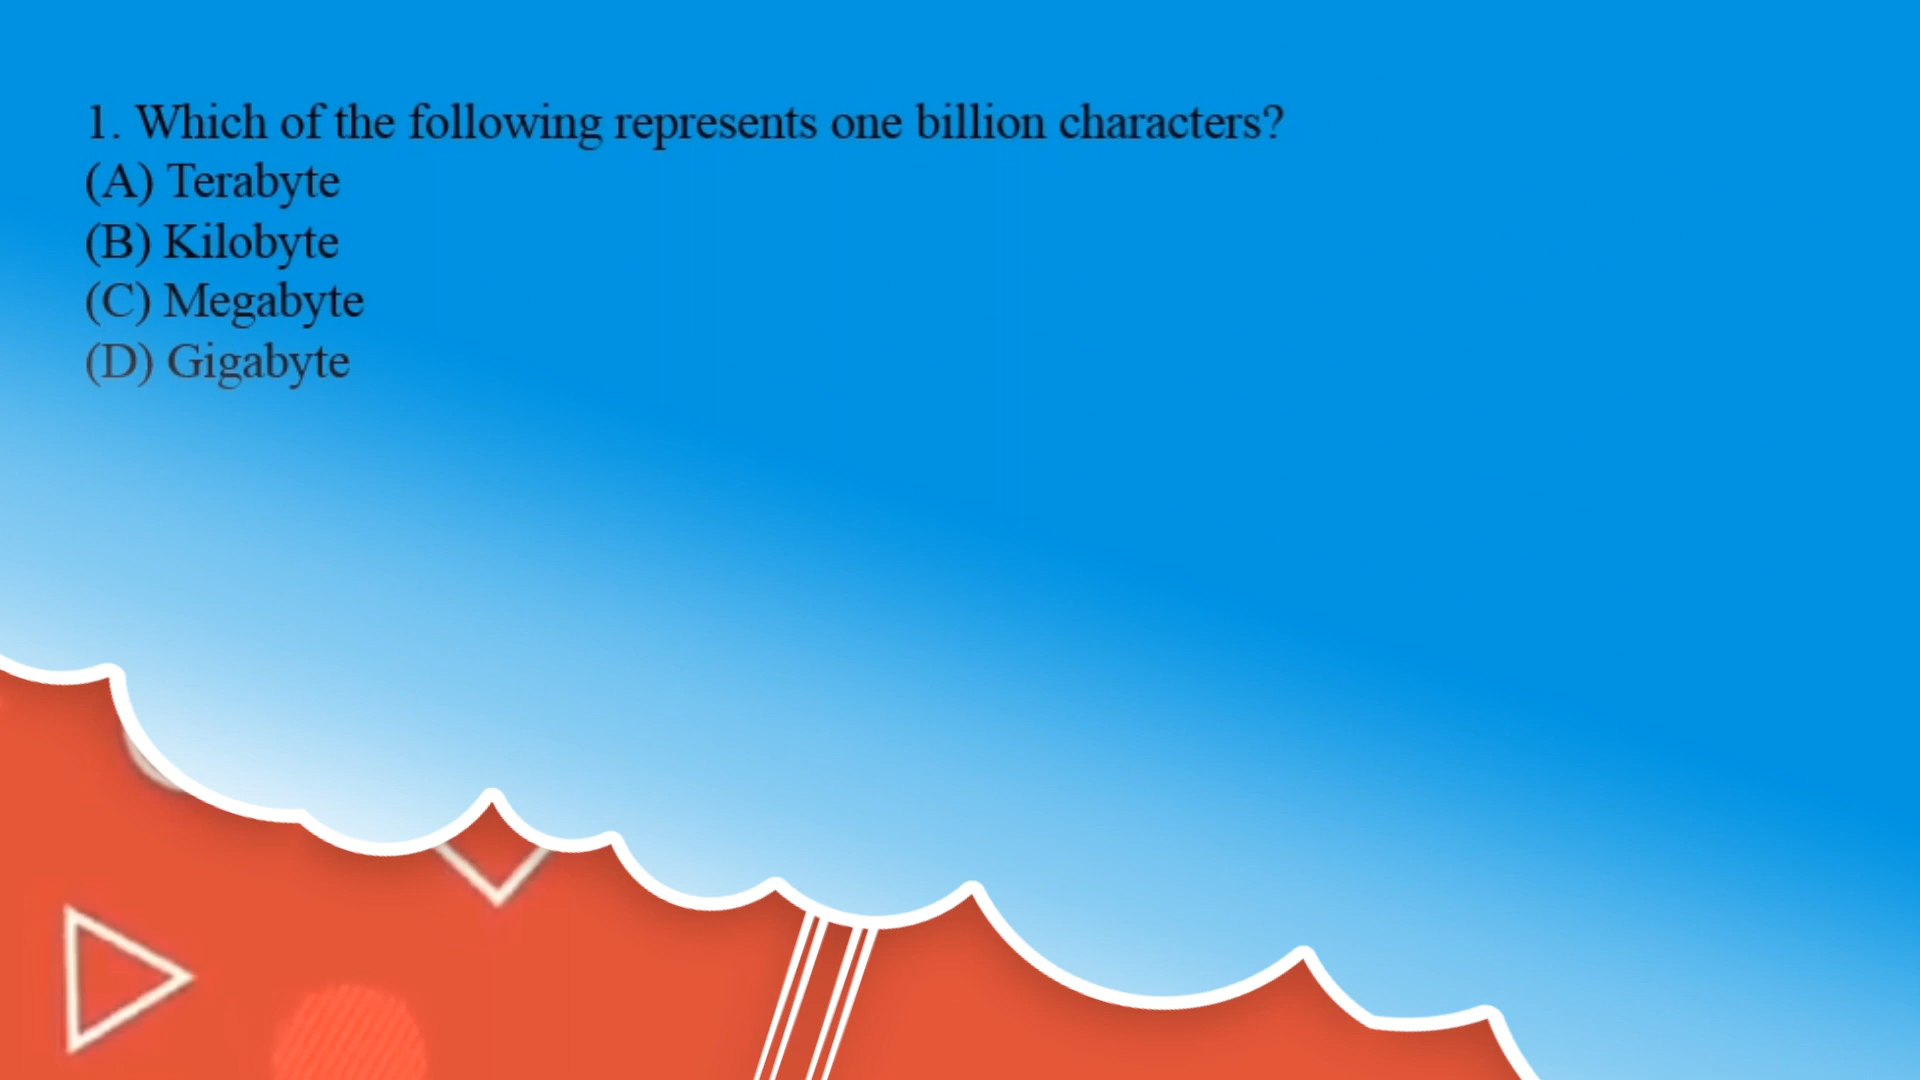 1. Which of the following represents one billion characters?
(A) Terabyte
(B) Kilobyte
(C) Megabyte
(D) Gigabyte